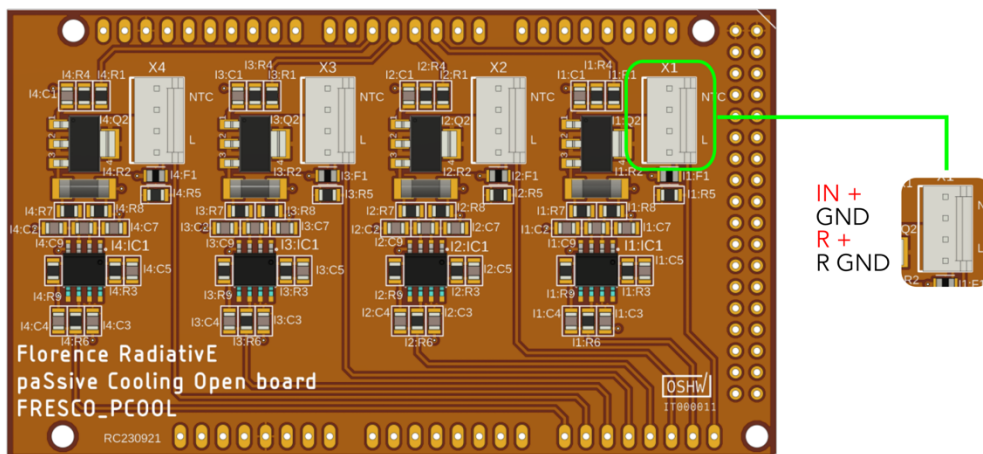 X4
X3
X2
X1
I4:R4
I4:R1
I4:C1
I4:Q2
NTC
L
I4:R2
I4:F1
I4:R5
I4:R7
I4:R8
I4:C2
I4:C7
I4:C9
I4:IC1
I4:C5
I4:R9
I4:R3
I4:C4
I4:C3
I4:R6
I3:C1
I3:R4
I3:R1
I3:Q2
NTC
L
I3:R2
I3:F1
I3:R5
I3:R7
I3:R8
I3:C2
I3:C7
I3:C9
I3:IC1
I3:C5
I3:R9
I3:R3
I3:C4
I3:C3
I3:R6
I2:C1
I2:R4
I2:R1
I2:Q2
NTC
L
I2:R2
I2:F1
I2:R5
I2:R7
I2:R8
I2:C2
I2:C7
I2:C9
I2:IC1
I2:C5
I2:R9
I2:R3
I2:C4
I2:C3
I2:R6
I1:C1
I1:R4
I1:R1
I1:Q2
NTC
L
I1:R2
I1:F1
I1:R5
I1:R7
I1:R8
I1:C2
I1:C7
I1:C9
I1:IC1
I1:C5
I1:R9
I1:R3
I1:C4
I1:C3
I1:R6
IN +
GND
R +
R GND
Florence RadiativE
paSsive Cooling Open board
FRESCO_PCOOL
RC230921
OSHW
IT000011